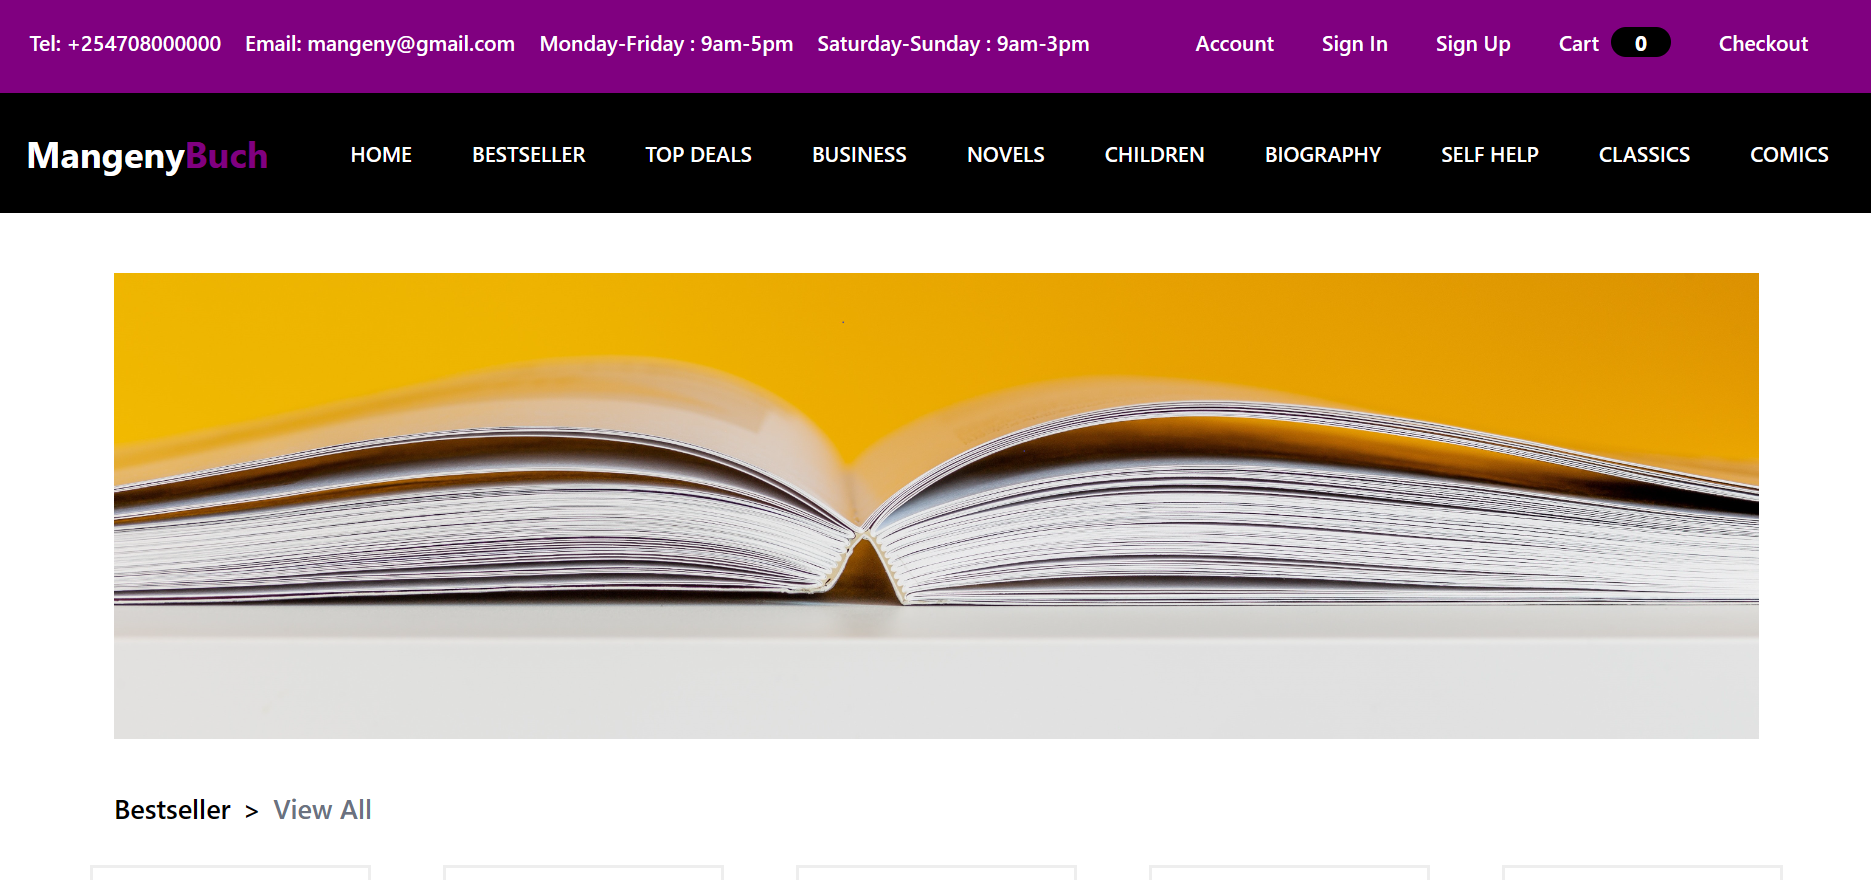 Tel: +254708000000 Email: mangeny@gmail.com Monday-Friday : 9am-5pm Saturday-Sunday : 9am-3pm Account Sign In Sign Up Cart 0 Checkout
MangenyBuch HOME BESTSELLER TOP DEALS BUSINESS NOVELS CHILDREN BIOGRAPHY SELF HELP CLASSICS COMICS
Bestseller > View All